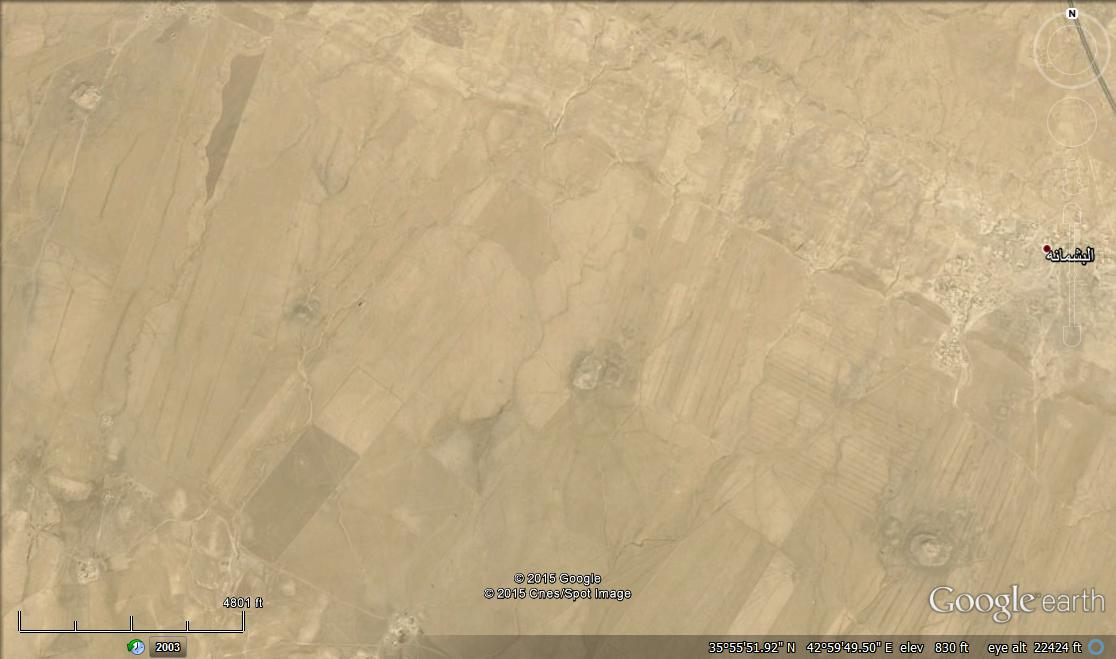 N
البشمانه
© 2015 Google
© 2015 Cnes/Spot Image
Google earth
4801 ft
2003
35°55'51.92" N 42°59'49.50" E elev 830 ft eye alt 22424 ft